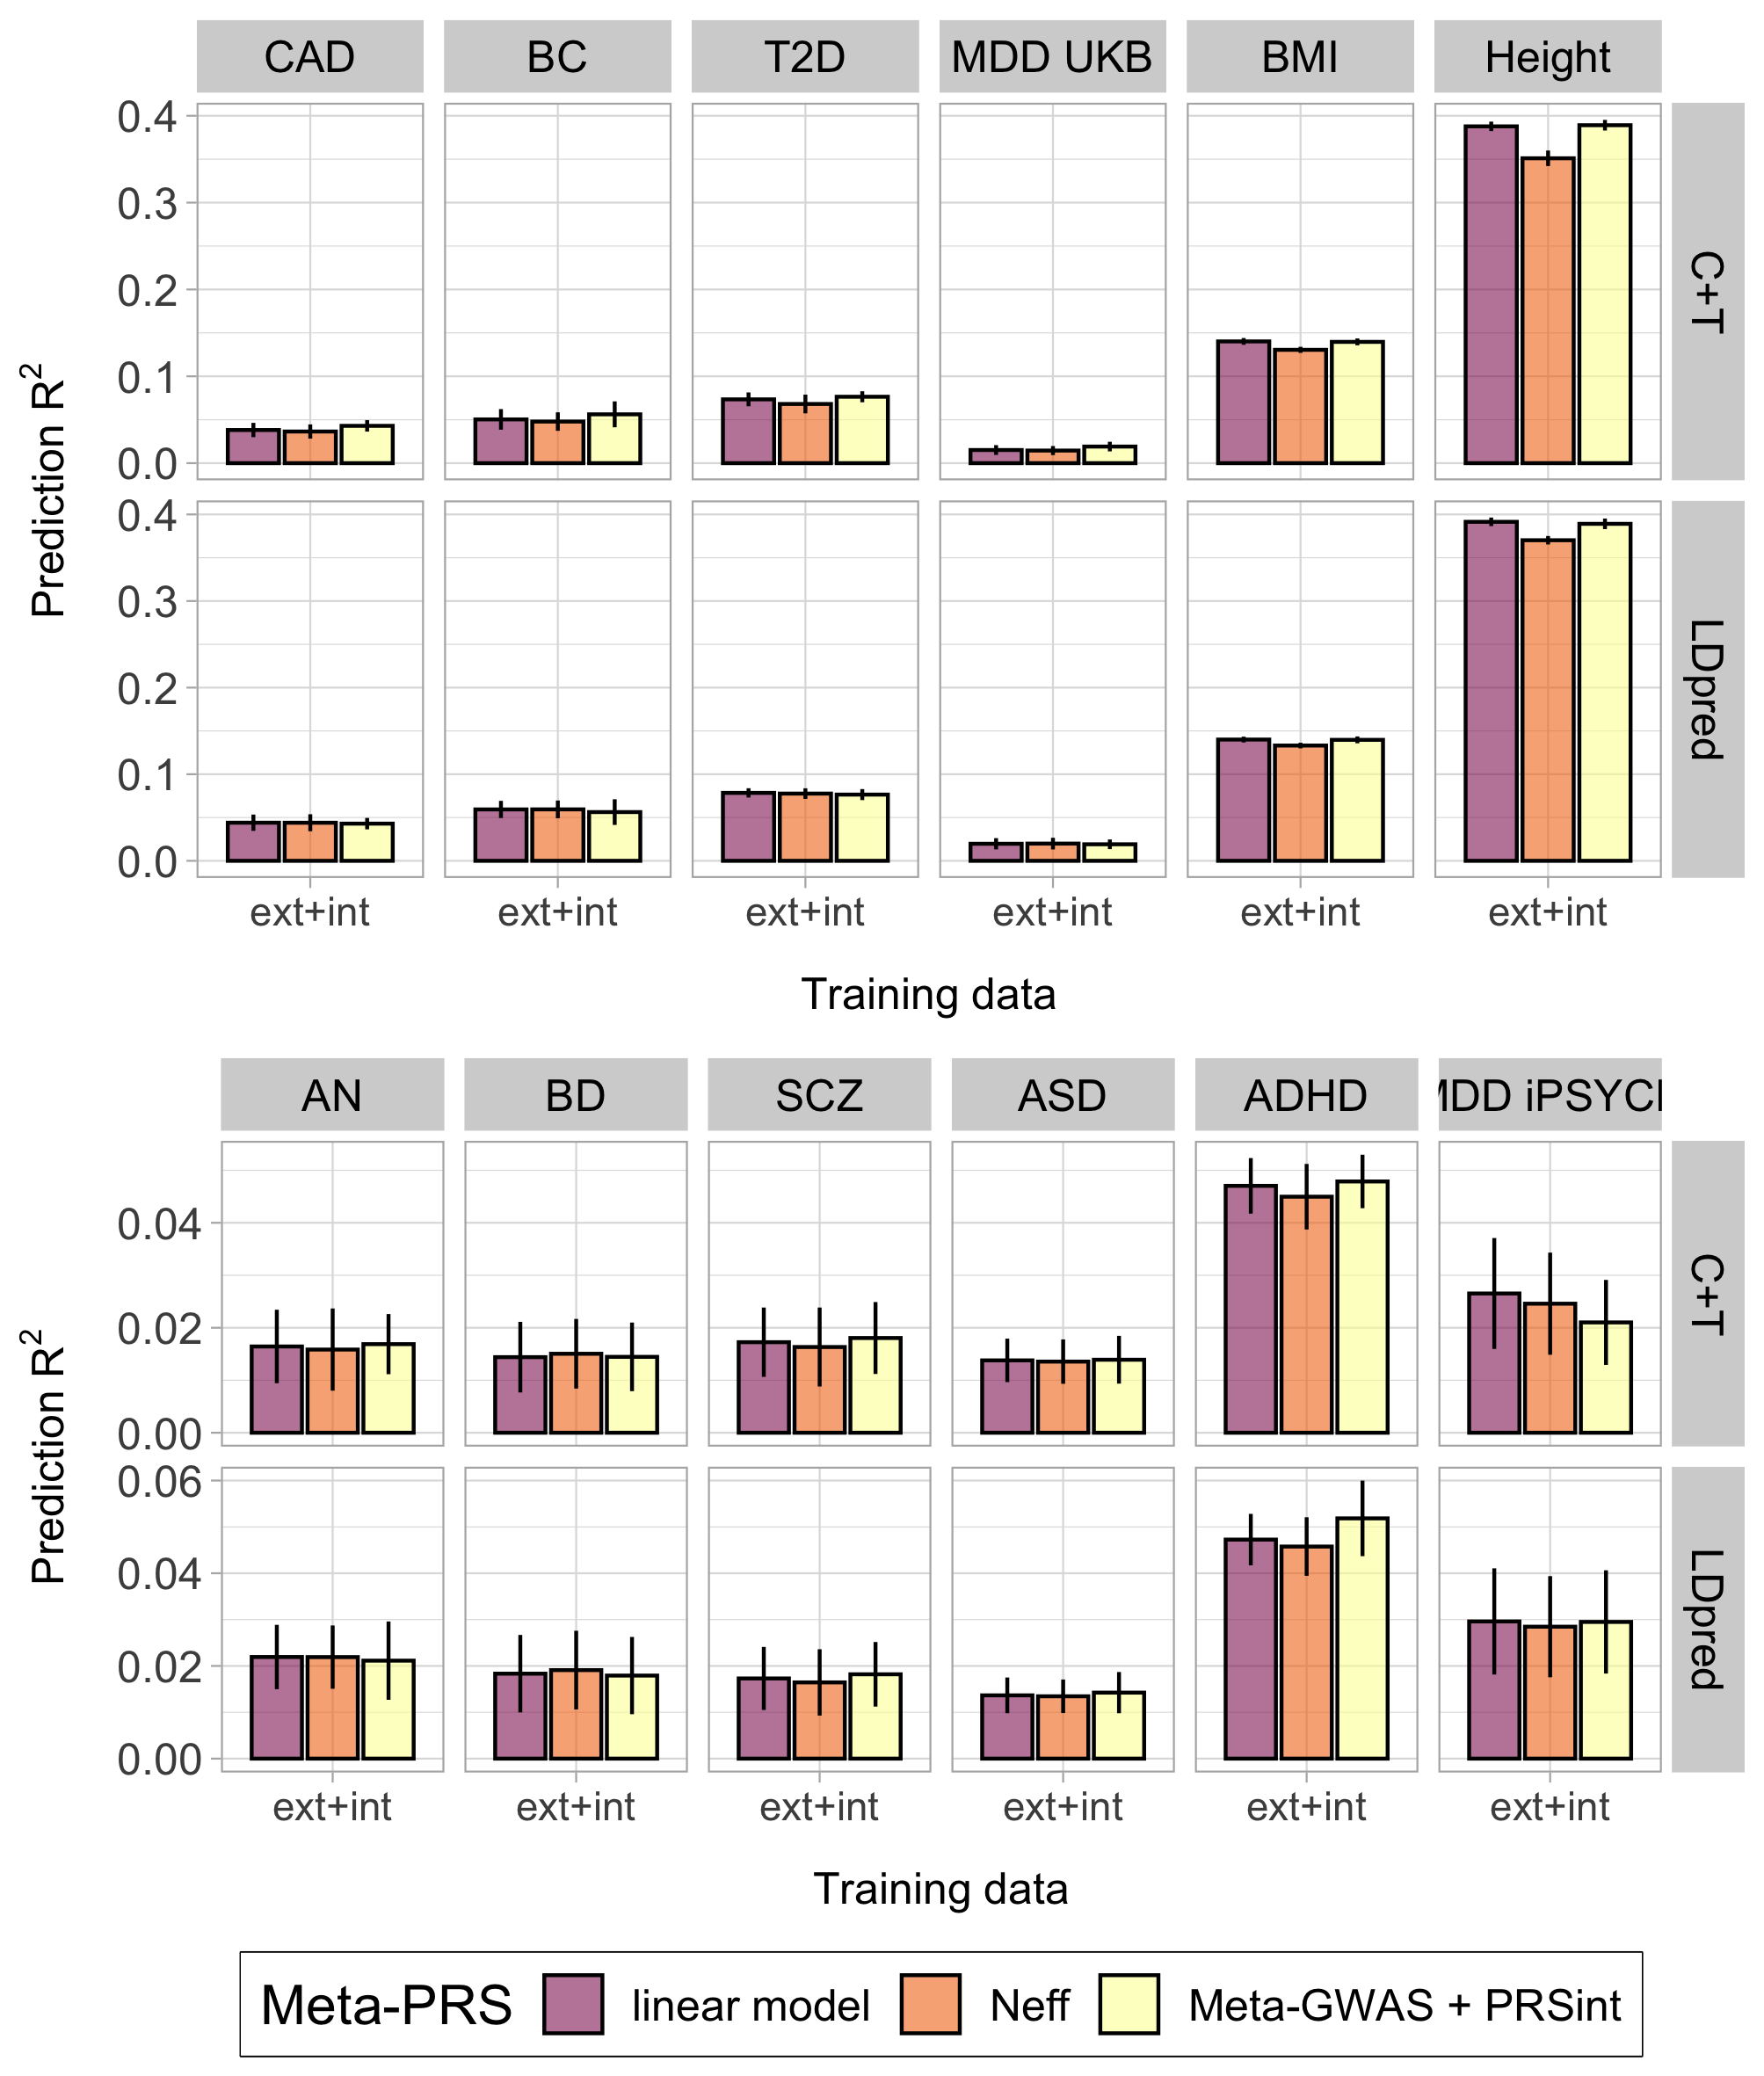 CAD BC T2D MDD UKB BMI Height
Prediction R²
0.4
0.3
0.2
0.1
0.0
C+T
0.4
0.3
0.2
0.1
0.0
LDpred
ext+int ext+int ext+int ext+int ext+int ext+int
Training data
AN BD SCZ ASD ADHD MDD iPSYCH
Prediction R²
0.04
0.02
0.00
C+T
0.06
0.04
0.02
0.00
LDpred
ext+int ext+int ext+int ext+int ext+int ext+int
Training data
Meta-PRS linear model Neff Meta-GWAS + PRSint